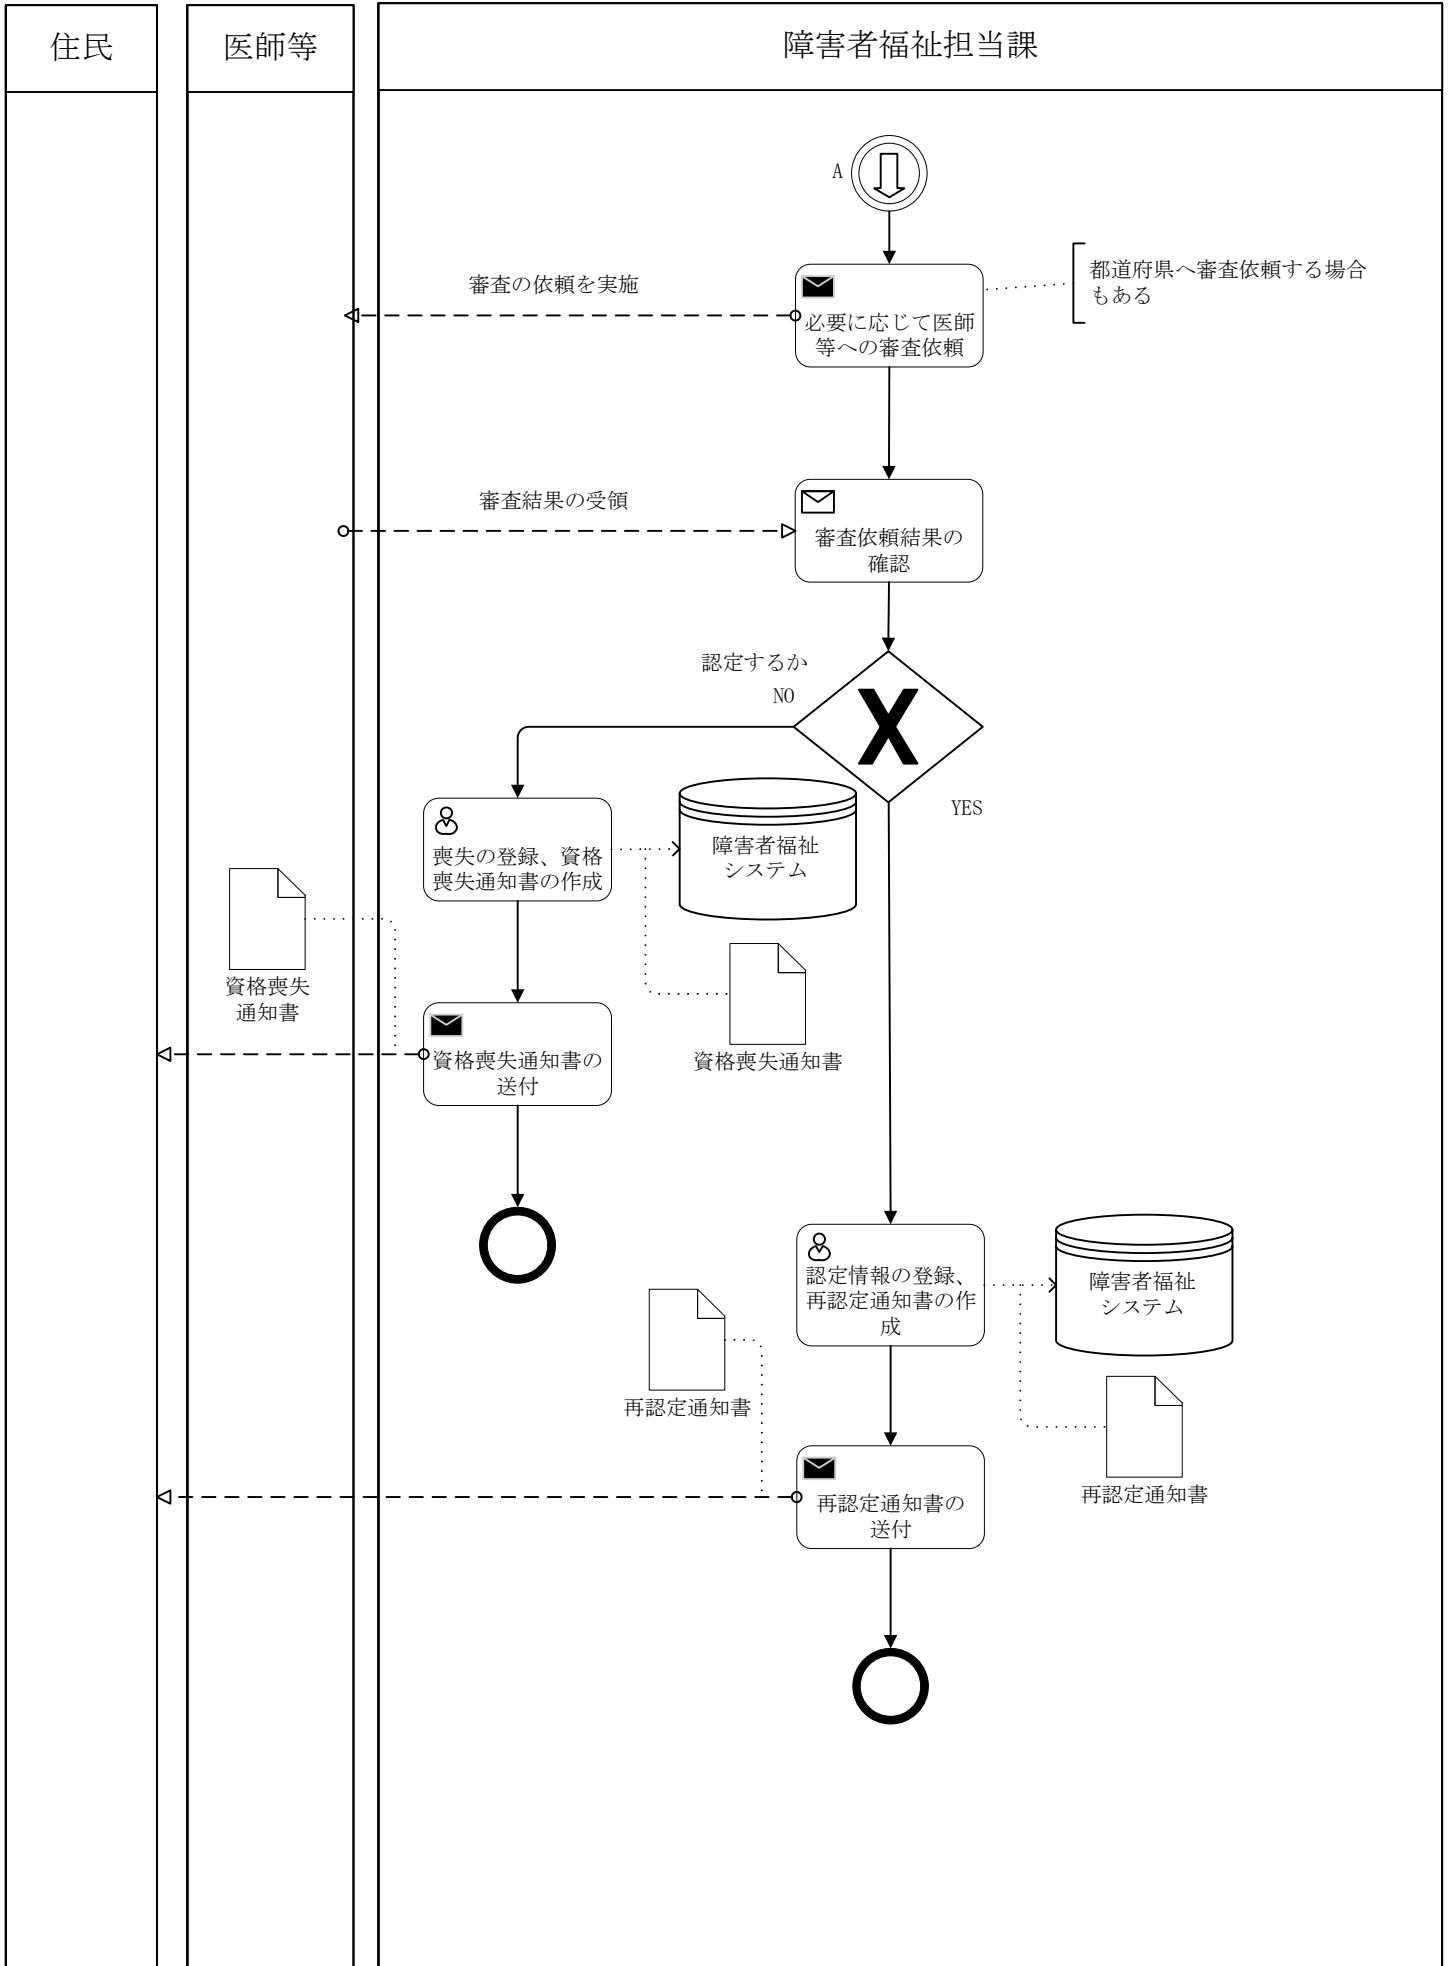 住民
医師等
障害者福祉担当課
A
審査の依頼を実施
必要に応じて医師
等への審査依頼
都道府県へ審査依頼する場合
もある
審査結果の受領
審査依頼結果の
確認
認定するか
NO
YES
喪失の登録、資格
喪失通知書の作成
障害者福祉
システム
資格喪失
通知書
資格喪失通知書
資格喪失通知書の
送付
認定情報の登録、
再認定通知書の作
成
障害者福祉
システム
再認定通知書
再認定通知書
再認定通知書の
送付